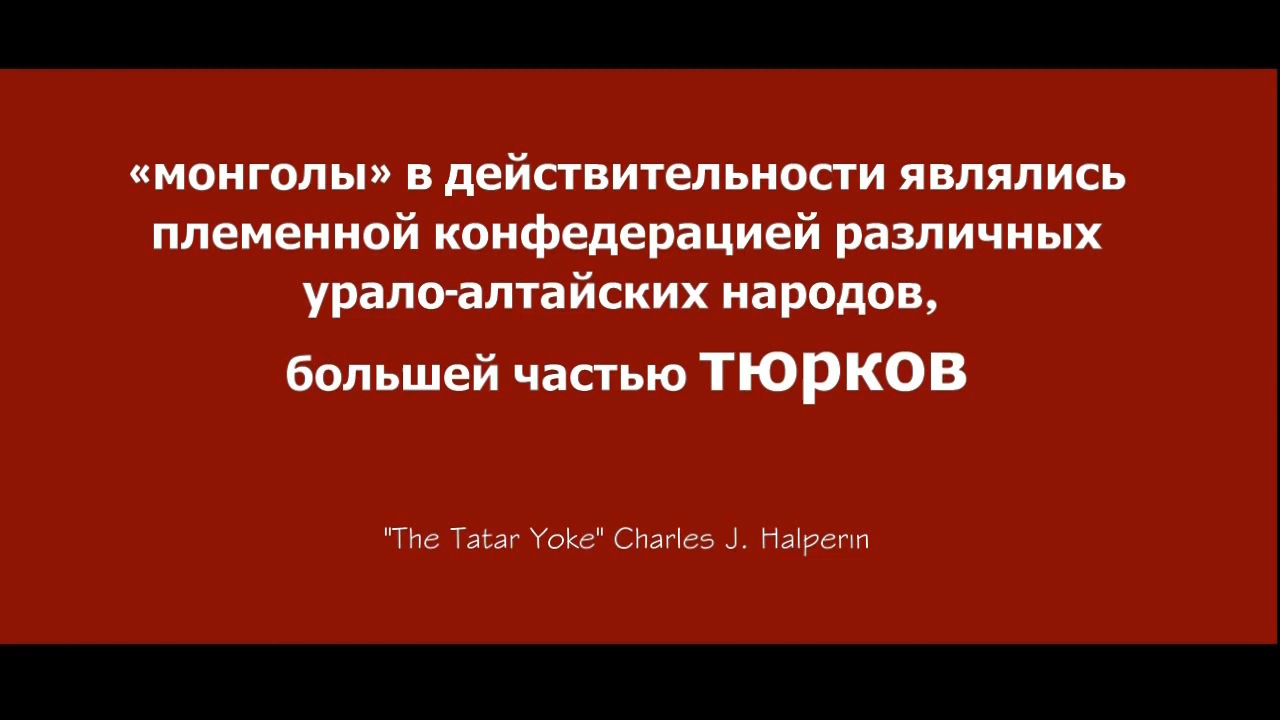 «монголы» в действительности являлись
племенной конфедерацией различных
урало-алтайских народов,
большей частью тюрков
"The Tatar Yoke" Charles J. Halperin